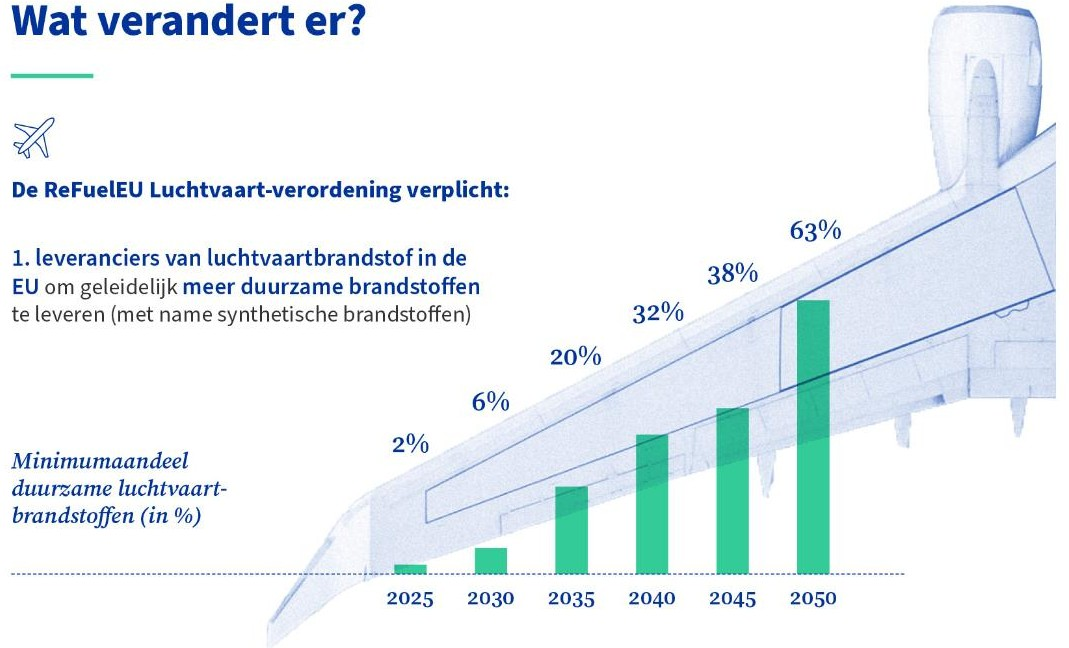 Wat verandert er?
De ReFuelEU Luchtvaart-verordening verplicht:
1. leveranciers van luchtvaartbrandstof in de
EU om geleidelijk meer duurzame brandstoffen
te leveren (met name synthetische brandstoffen)
Minimumaandeel
duurzame luchtvaart-
brandstoffen (in %)
2%
6%
20%
32%
38%
63%
2025 2030 2035 2040 2045 2050